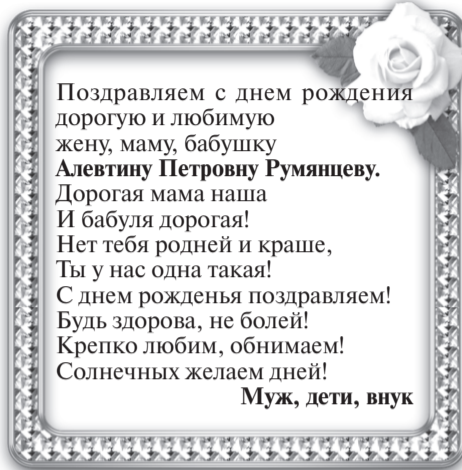 Поздравляем с днем рождения
дорогую и любимую
жену, маму, бабушку
Алевтину Петровну Румянцеву.
Дорогая мама наша
И бабуля дорогая!
Нет тебя родней и краше,
Ты у нас одна такая!
С днем рожденья поздравляем!
Будь здорова, не болей!
Крепко любим, обнимаем!
Солнечных желаем дней!
Муж, дети, внук